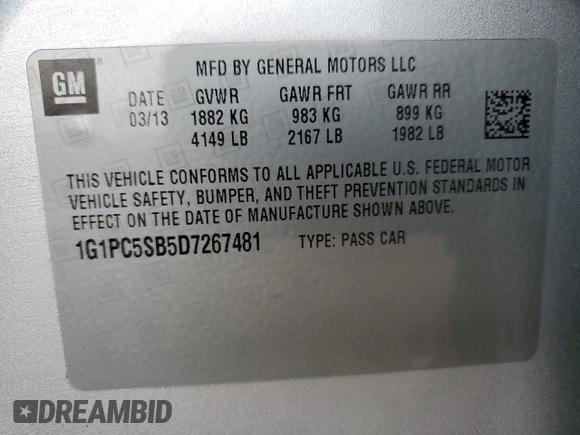 GM
MFD BY GENERAL MOTORS LLC
DATE GVWR GAWR FRT GAWR RR
03/13 1882 KG 983 KG 899 KG
4149 LB 2167 LB 1982 LB
THIS VEHICLE CONFORMS TO ALL APPLICABLE U.S. FEDERAL MOTOR
VEHICLE SAFETY, BUMPER, AND THEFT PREVENTION STANDARDS IN
EFFECT ON THE DATE OF MANUFACTURE SHOWN ABOVE.
1G1PC5SB5D7267481 TYPE: PASS CAR
DREAMBID